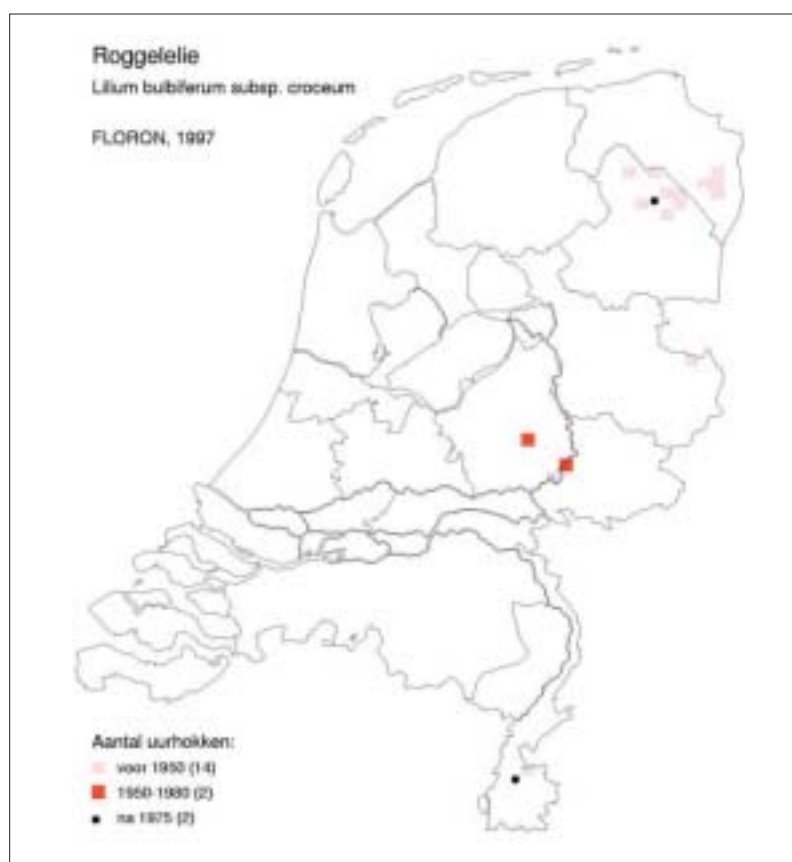 Roggelelie
Lilium bulbiferum subsp. croceum
FLORON, 1997
Aantal uurhokken:
voor 1950 (14)
1950-1980 (2)
na 1975 (2)